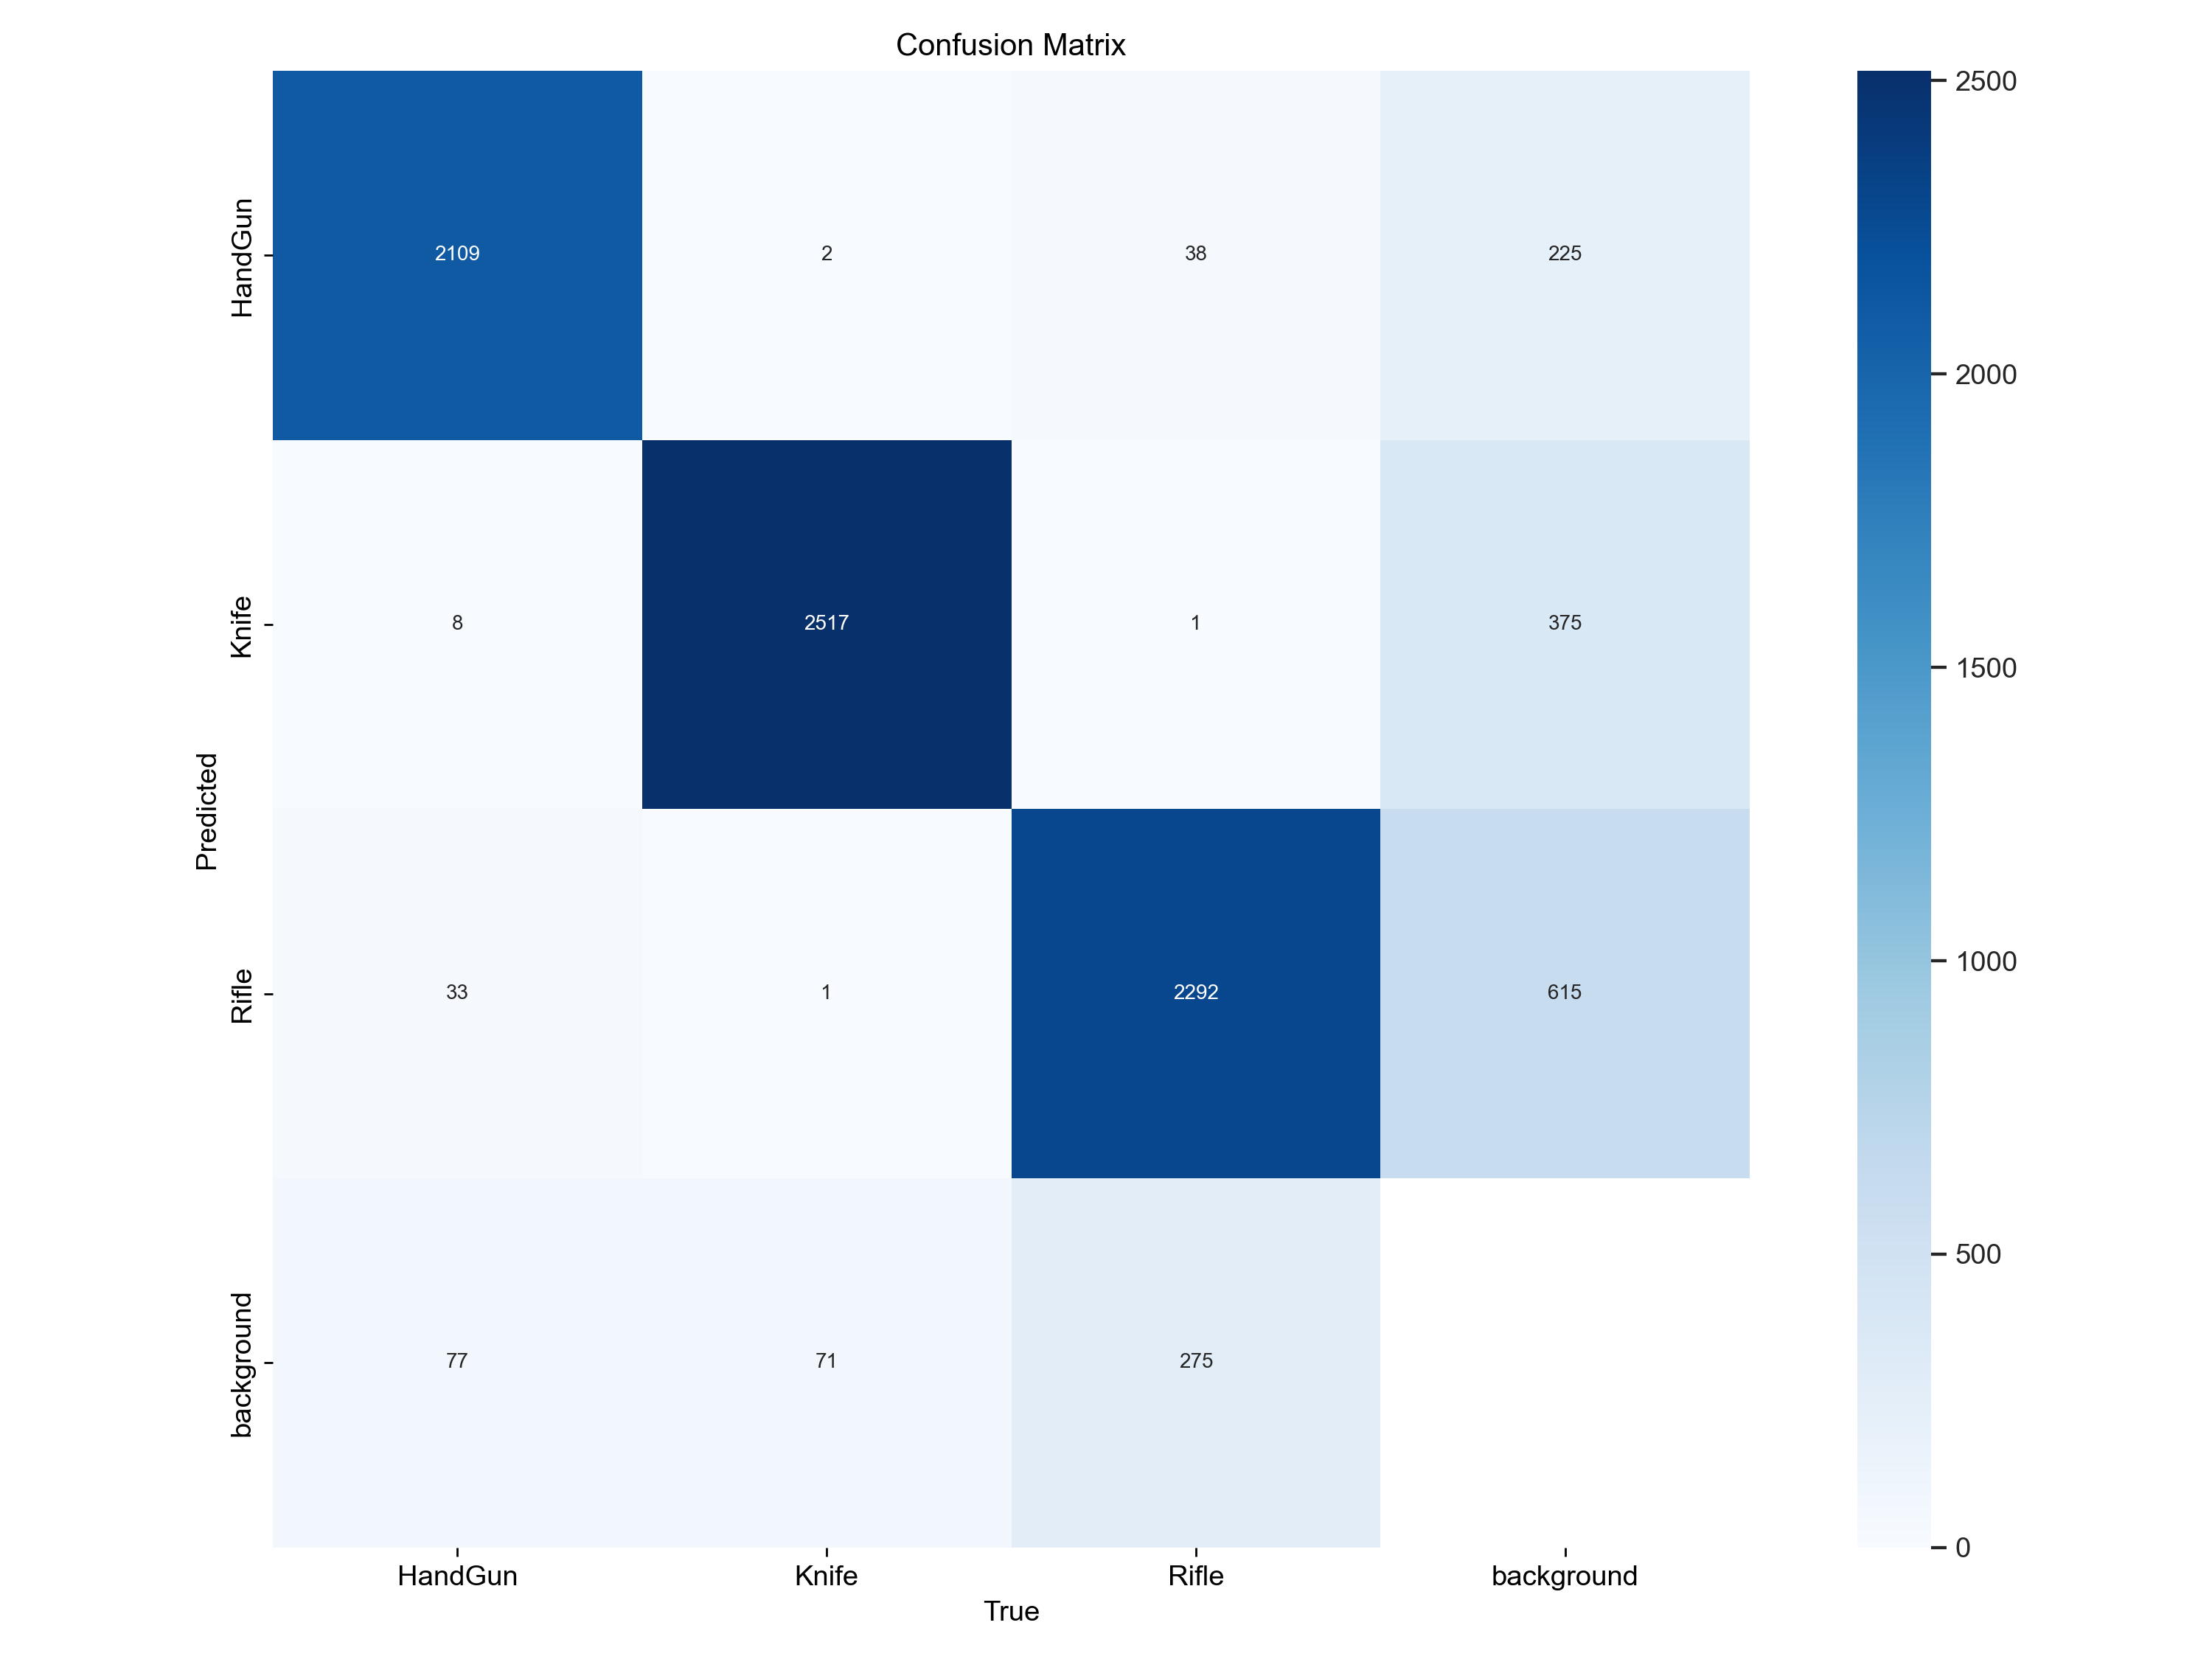 Confusion Matrix
HandGun
2109
2
38
225
Knife
8
2517
1
375
Rifle
33
1
2292
615
background
77
71
275
Predicted
HandGun
Knife
Rifle
background
True
2500
2000
1500
1000
500
0